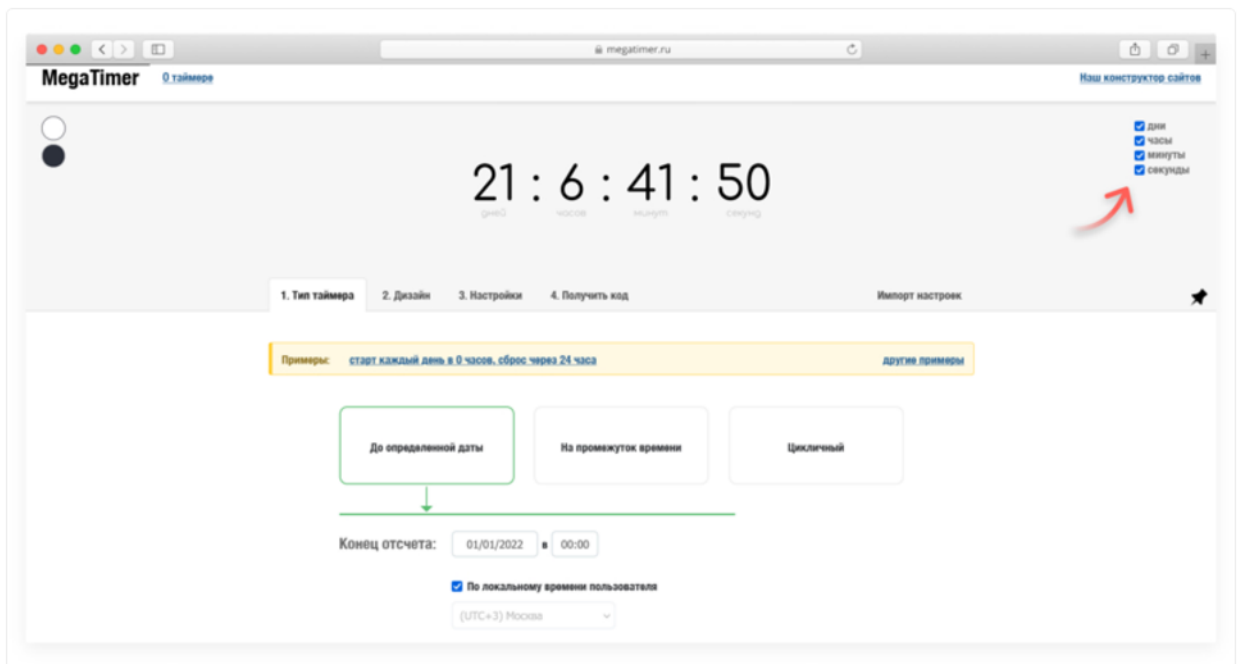 megatimer.ru
MegaTimer О таймере Наш конструктор сайтов
дни
часы
минуты
секунды
21 : 6 : 41 : 50
дней часов минут секунд
1. Тип таймера 2. Дизайн 3. Настройки 4. Получить код Импорт настроек
Примеры: старт каждый день в 0 часов, сброс через 24 часа другие примеры
До определенной даты На промежуток времени Цикличный
Конец отсчета: 01/01/2022 в 00:00
По локальному времени пользователя
(UTC+3) Москва